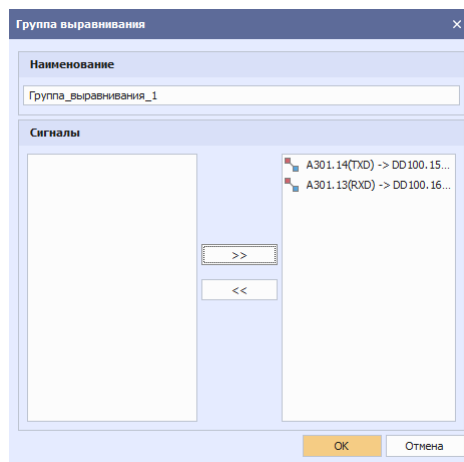 Группа выравнивания
Наименование
Группа_выравнивания_1
Сигналы
A301.14(TXD) -> DD100.15...
A301.13(RXD) -> DD100.16...
>>
<<
OK
Отмена